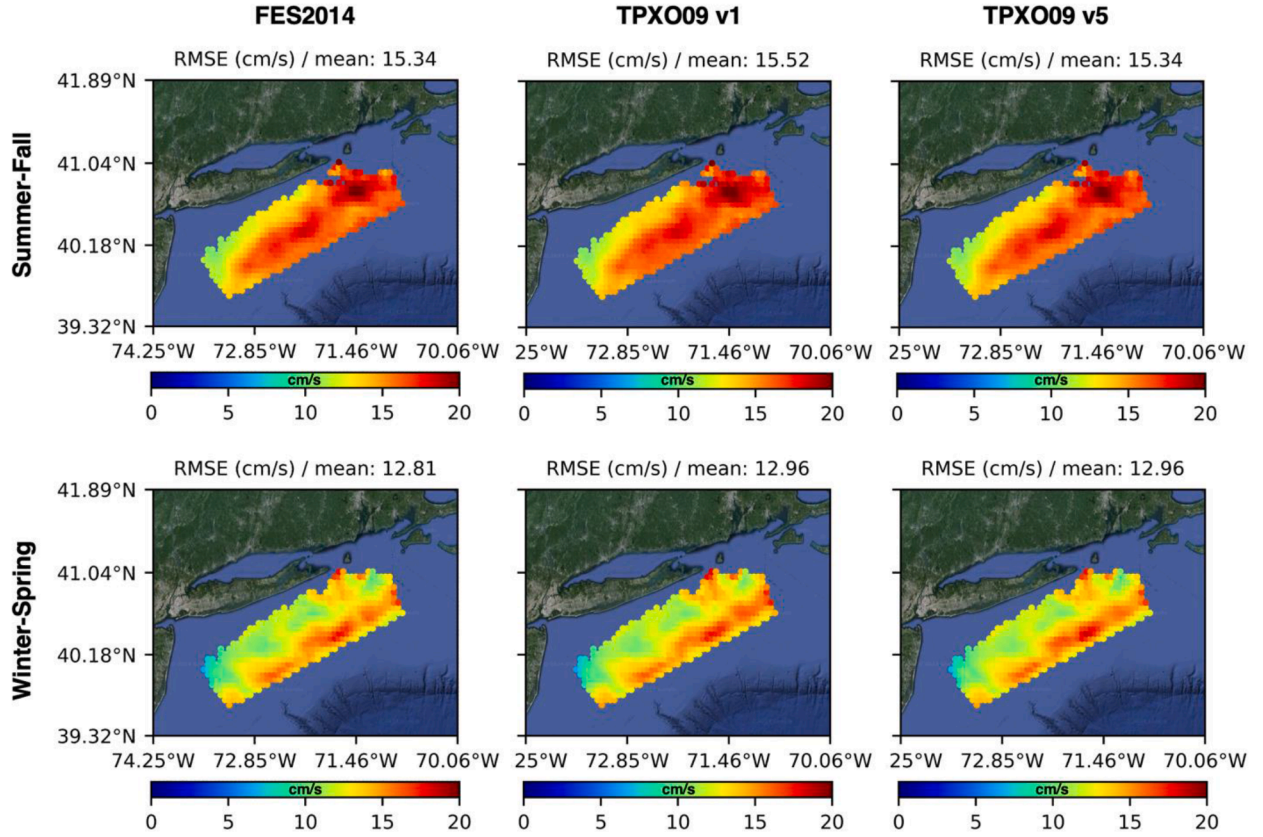 FES2014 TPXO09 v1 TPXO09 v5
RMSE (cm/s) / mean: 15.34 RMSE (cm/s) / mean: 15.52 RMSE (cm/s) / mean: 15.34
Summer-Fall
41.89°N
41.04°N
40.18°N
39.32°N
74.25°W 72.85°W 71.46°W 70.06°W 25°W 72.85°W 71.46°W 70.06°W 25°W 72.85°W 71.46°W 70.06°W
cm/s cm/s cm/s
0 5 10 15 20 0 5 10 15 20 0 5 10 15 20
RMSE (cm/s) / mean: 12.81 RMSE (cm/s) / mean: 12.96 RMSE (cm/s) / mean: 12.96
Winter-Spring
41.89°N
41.04°N
40.18°N
39.32°N
74.25°W 72.85°W 71.46°W 70.06°W 25°W 72.85°W 71.46°W 70.06°W 25°W 72.85°W 71.46°W 70.06°W
cm/s cm/s cm/s
0 5 10 15 20 0 5 10 15 20 0 5 10 15 20